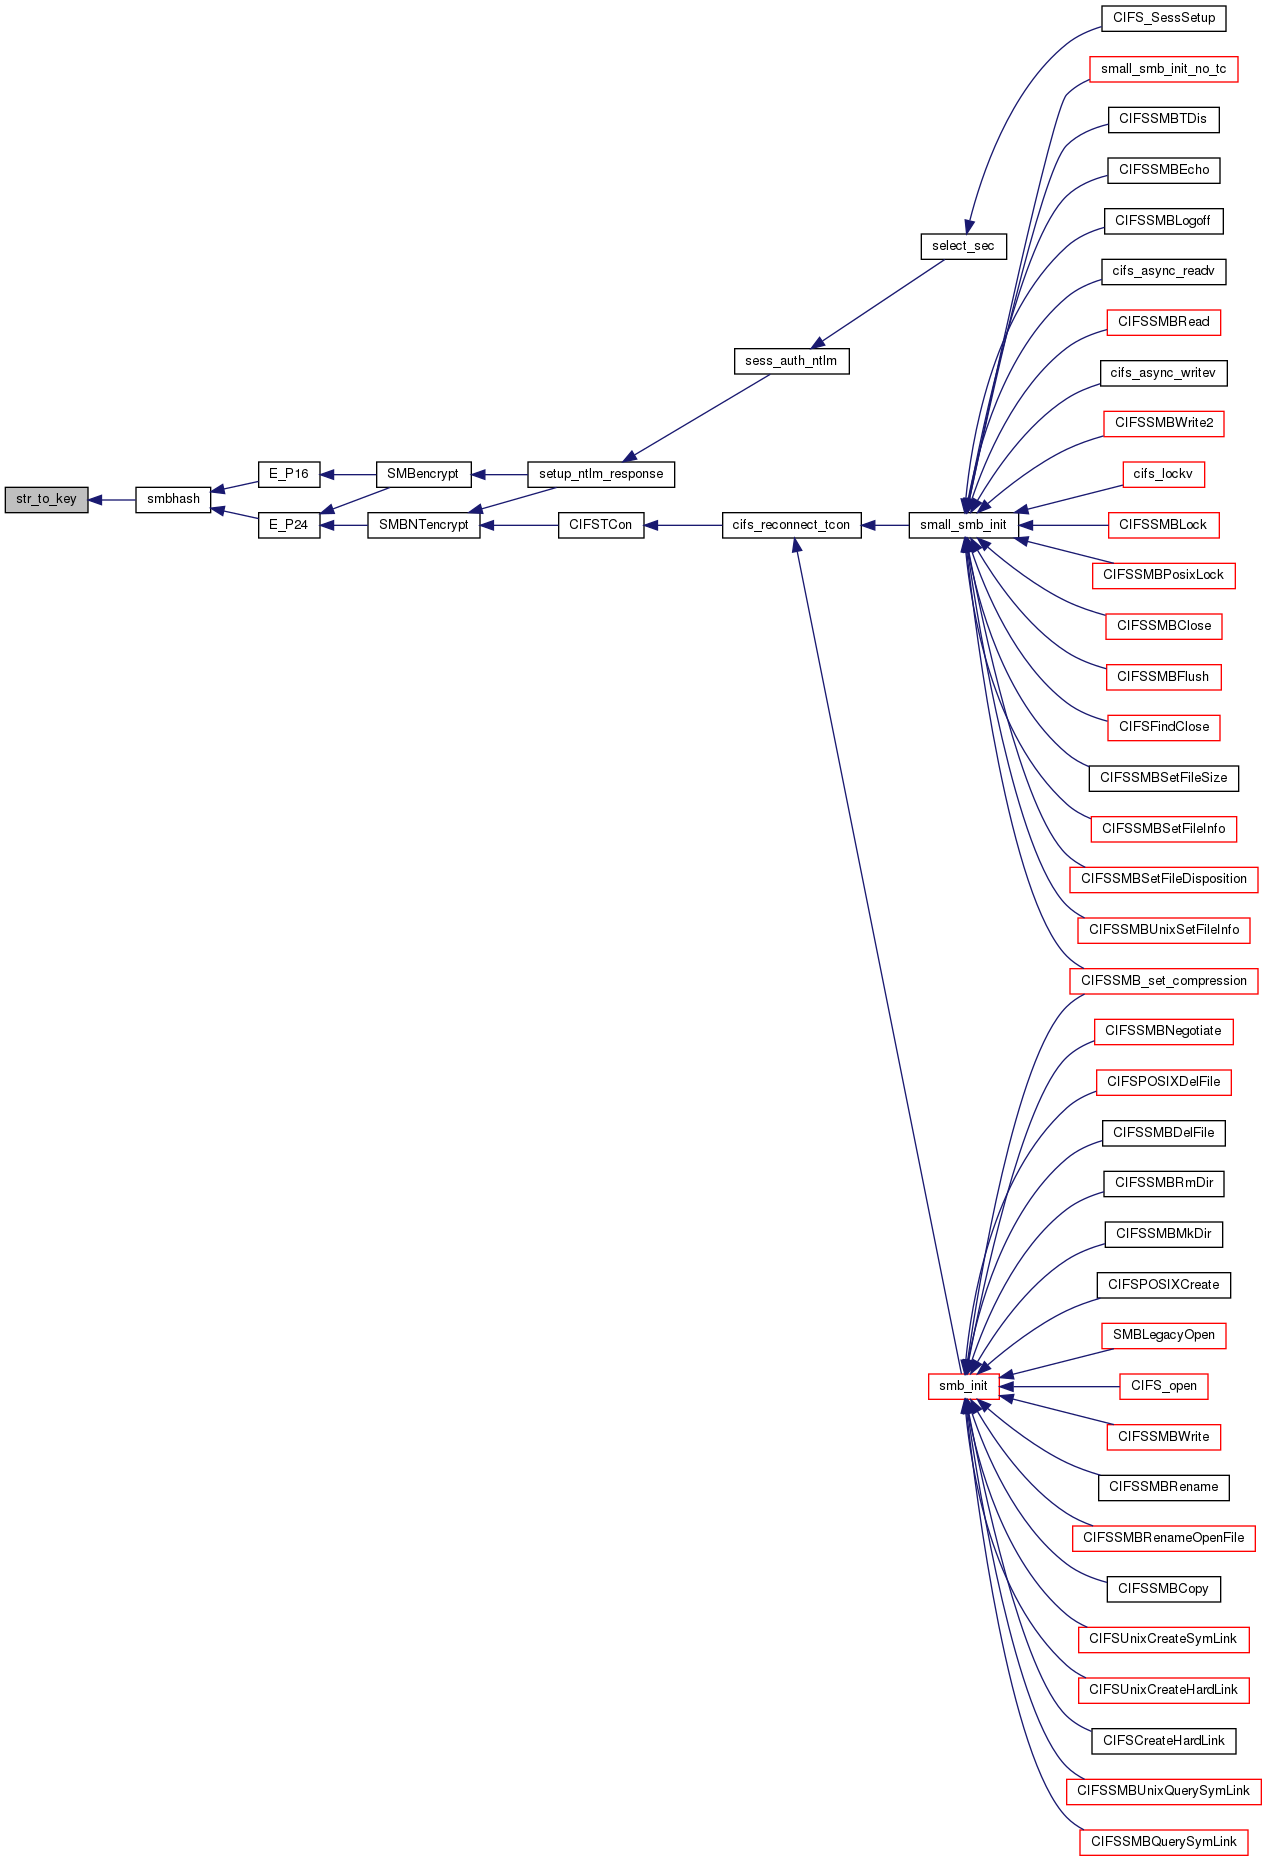 CIFS_SessSetup
small_smb_init_no_tc
CIFSSMBTDis
CIFSSMBEcho
CIFSSMBLogoff
select_sec
cifs_async_readv
CIFSSMBRead
sess_auth_ntlm
cifs_async_writev
CIFSSMBWrite2
E_P16
SMBencrypt
setup_ntlm_response
cifs_lockv
str_to_key
smbhash
E_P24
SMBNTencrypt
CIFSTCon
cifs_reconnect_tcon
small_smb_init
CIFSSMBLock
CIFSSMBPosixLock
CIFSSMBClose
CIFSSMBFlush
CIFSFindClose
CIFSSMBSetFileSize
CIFSSMBSetFileInfo
CIFSSMBSetFileDisposition
CIFSSMBUnixSetFileInfo
CIFSSMB_set_compression
CIFSSMBNegotiate
CIFSPOSIXDelFile
CIFSSMBDelFile
CIFSSMBRmDir
CIFSSMBMkDir
CIFSPOSIXCreate
SMBLegacyOpen
smb_init
CIFS_open
CIFSSMBWrite
CIFSSMBRename
CIFSSMBRenameOpenFile
CIFSSMBCopy
CIFSUnixCreateSymLink
CIFSUnixCreateHardLink
CIFSCreateHardLink
CIFSSMBUnixQuerySymLink
CIFSSMBQuerySymLink